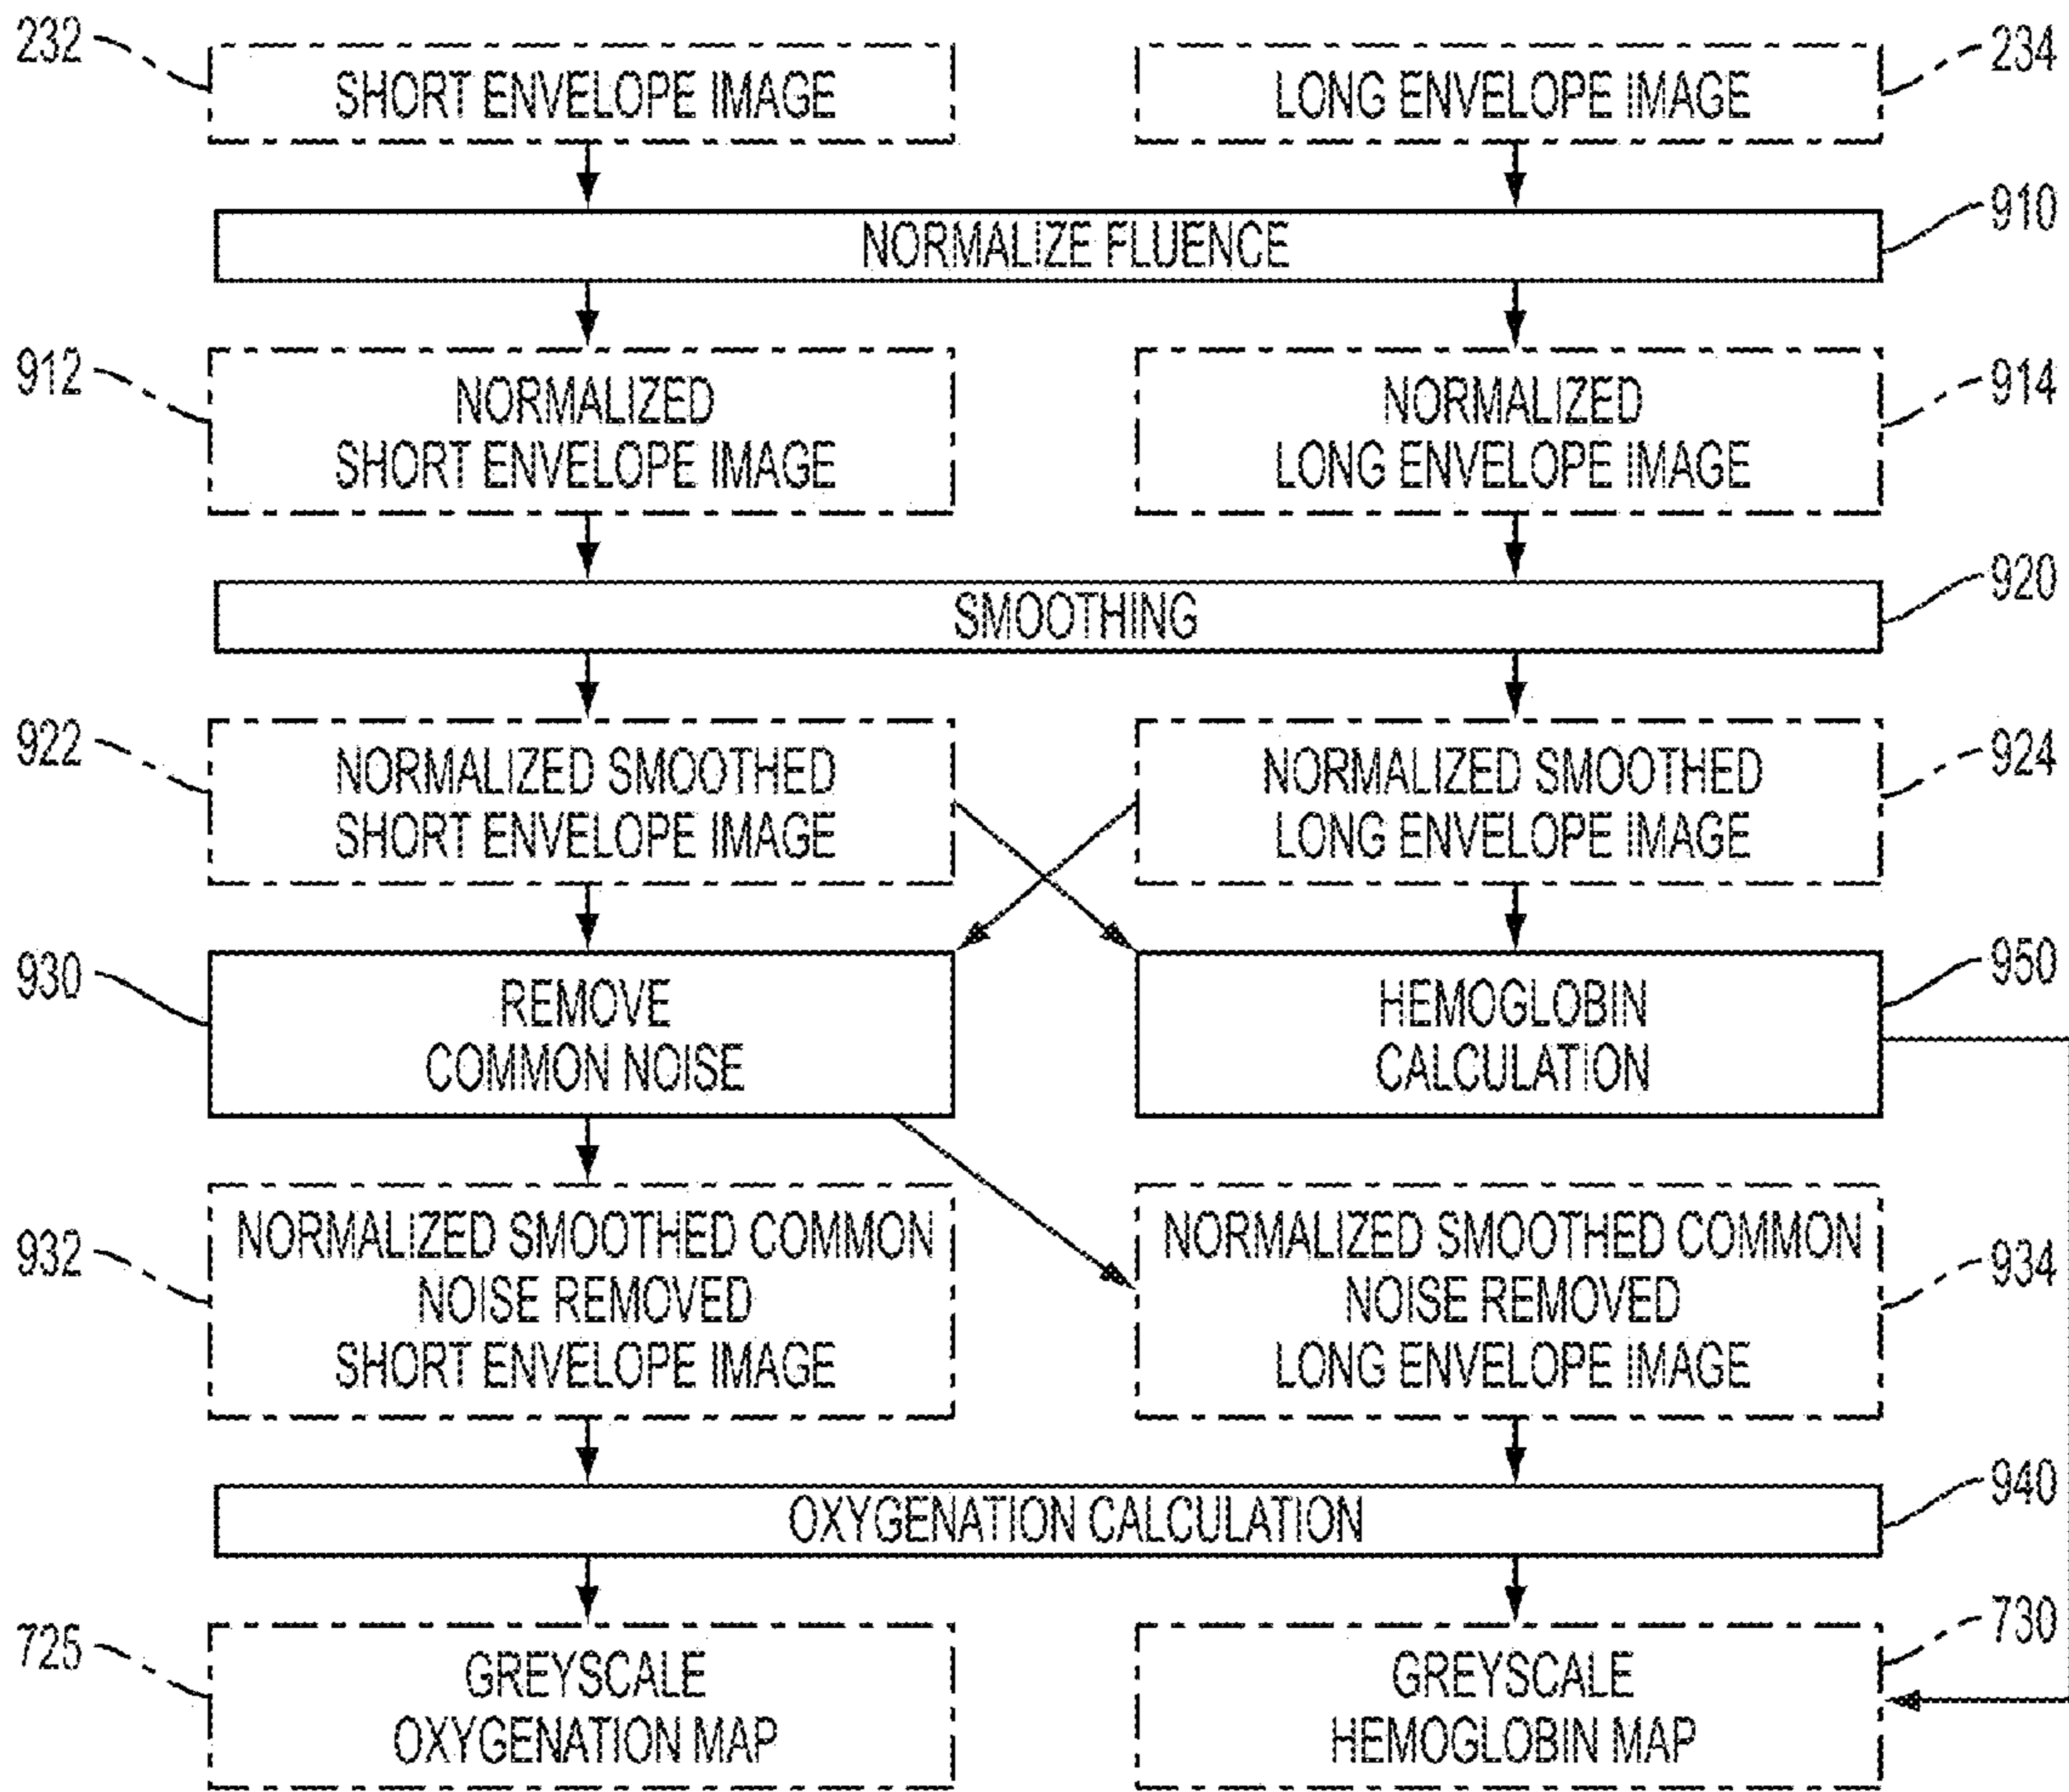 232
SHORT ENVELOPE IMAGE
LONG ENVELOPE IMAGE
234
NORMALIZE FLUENCE
910
912
NORMALIZED
SHORT ENVELOPE IMAGE
NORMALIZED
LONG ENVELOPE IMAGE
914
SMOOTHING
920
922
NORMALIZED SMOOTHED
SHORT ENVELOPE IMAGE
NORMALIZED SMOOTHED
LONG ENVELOPE IMAGE
924
930
REMOVE
COMMON NOISE
HEMOGLOBIN
CALCULATION
950
932
NORMALIZED SMOOTHED COMMON
NOISE REMOVED
SHORT ENVELOPE IMAGE
NORMALIZED SMOOTHED COMMON
NOISE REMOVED
LONG ENVELOPE IMAGE
934
OXYGENATION CALCULATION
940
725
GREYSCALE
OXYGENATION MAP
GREYSCALE
HEMOGLOBIN MAP
730